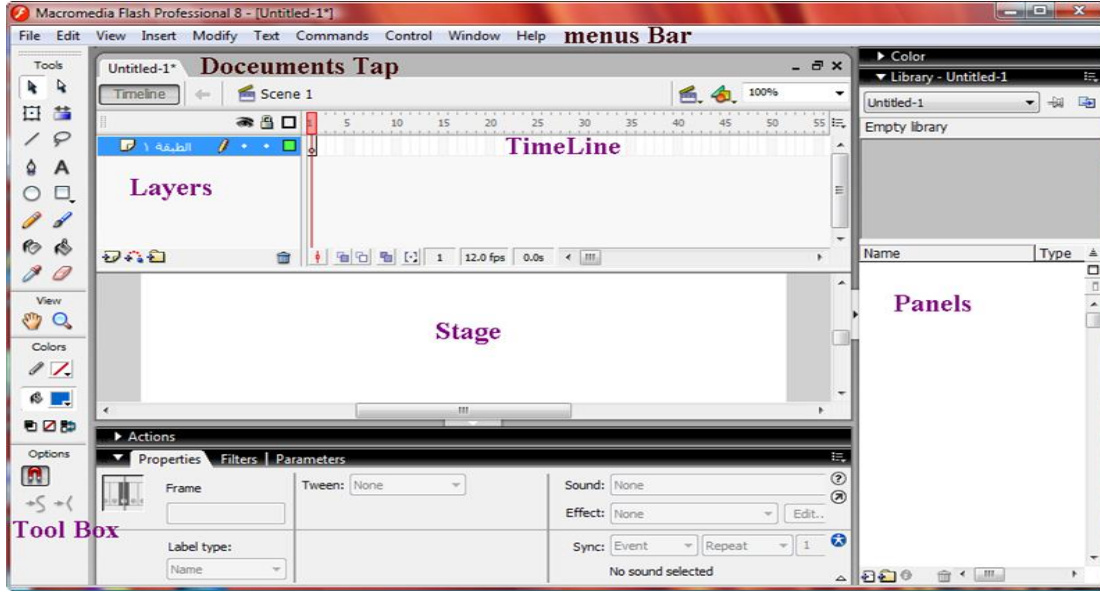 Macromedia Flash Professional 8 - [Untitled-1*]
File Edit View Insert Modify Text Commands Control Window Help menus Bar
Tools
Untitled-1* Doceuments Tap
Timeline Scene 1 100%
1 5 10 15 20 25 30 35 40 45 50 55
الطبقة ١
TimeLine
Layers
1 12.0 fps 0.0s
Stage
View
Colors
Options
Tool Box
Actions
Properties Filters Parameters
Frame
Tween: None
Label type:
Name
Sound: None
Effect: None Edit..
Sync: Event Repeat 1
No sound selected
Color
Library - Untitled-1
Untitled-1
Empty library
Name Type
Panels